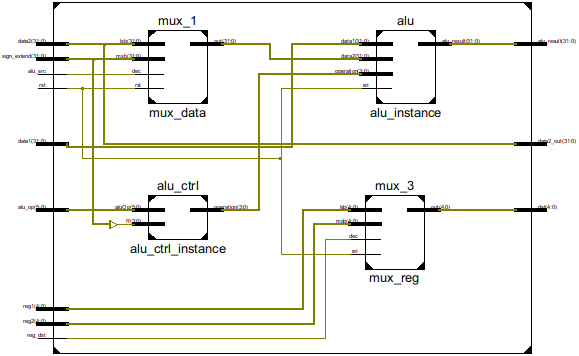 mux_1
alu
data2(31:0)
lsb(31:0)
out(31:0)
data1(31:0)
alu_result(31:0)
alu_result(31:0)
sign_extend(31:0)
msb(31:0)
data2(31:0)
alu_src
dec
operation(3:0)
rst
rst
rst
mux_data
alu_instance
data1(31:0)
data2_out(31:0)
alu_ctrl
mux_3
alu_op(5:0)
aluOp(5:0)
operation(3:0)
lsb(4:0)
out(4:0)
dst(4:0)
msb(4:0)
dec
alu_ctrl_instance
rst
mux_reg
reg1(4:0)
reg2(4:0)
reg_dst